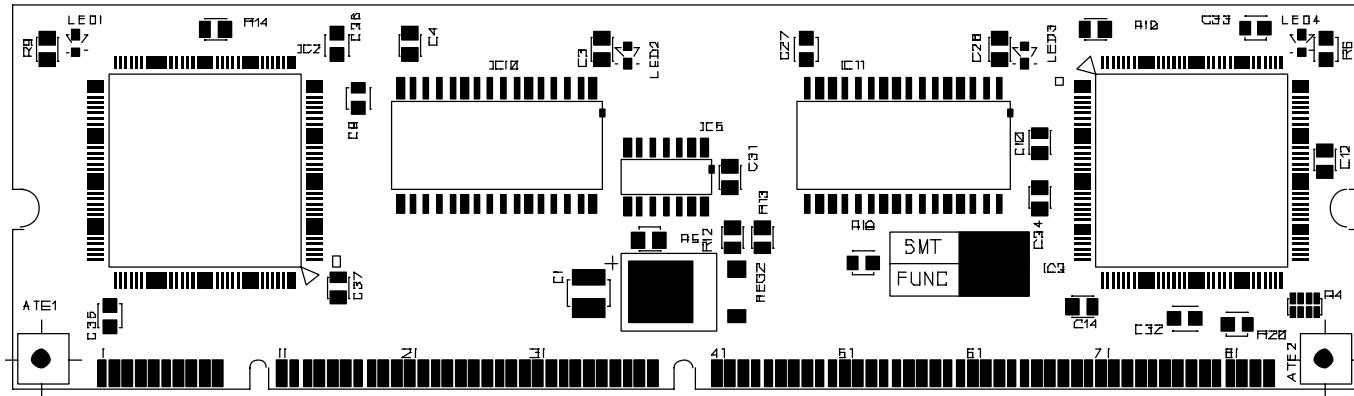 LED1
R9
R14
IC2
C36
C4
IC10
C3
LED2
C27
IC11
C28
LED3
R10
C33
LED4
R6
C8
IC5
C31
C10
C12
R13
R12
R5
C34
SMT
FUNC
IC3
C1
REG2
C37
C35
ATE1
C14
C32
R20
R4
ATE2
1
11
21
31
41
51
61
71
81